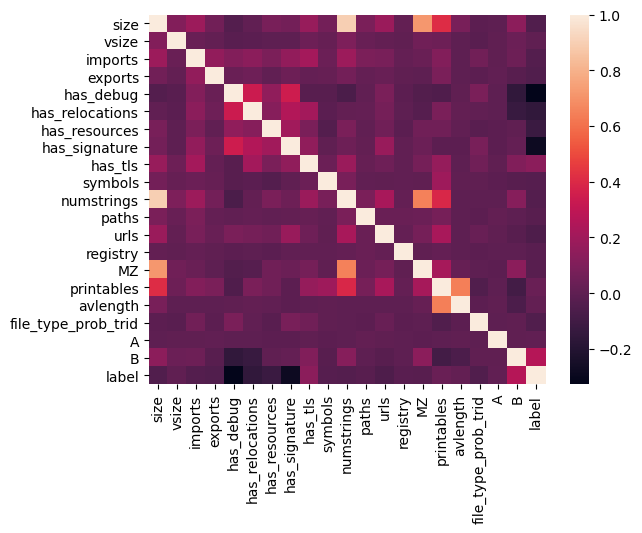 size
vsize
imports
exports
has_debug
has_relocations
has_resources
has_signature
has_tls
symbols
numstrings
paths
urls
registry
MZ
printables
avlength
file_type_prob_trid
A
B
label
size
vsize
imports
exports
has_debug
has_relocations
has_resources
has_signature
has_tls
symbols
numstrings
paths
urls
registry
MZ
printables
avlength
file_type_prob_trid
A
B
label
1.0
0.8
0.6
0.4
0.2
0.0
−0.2